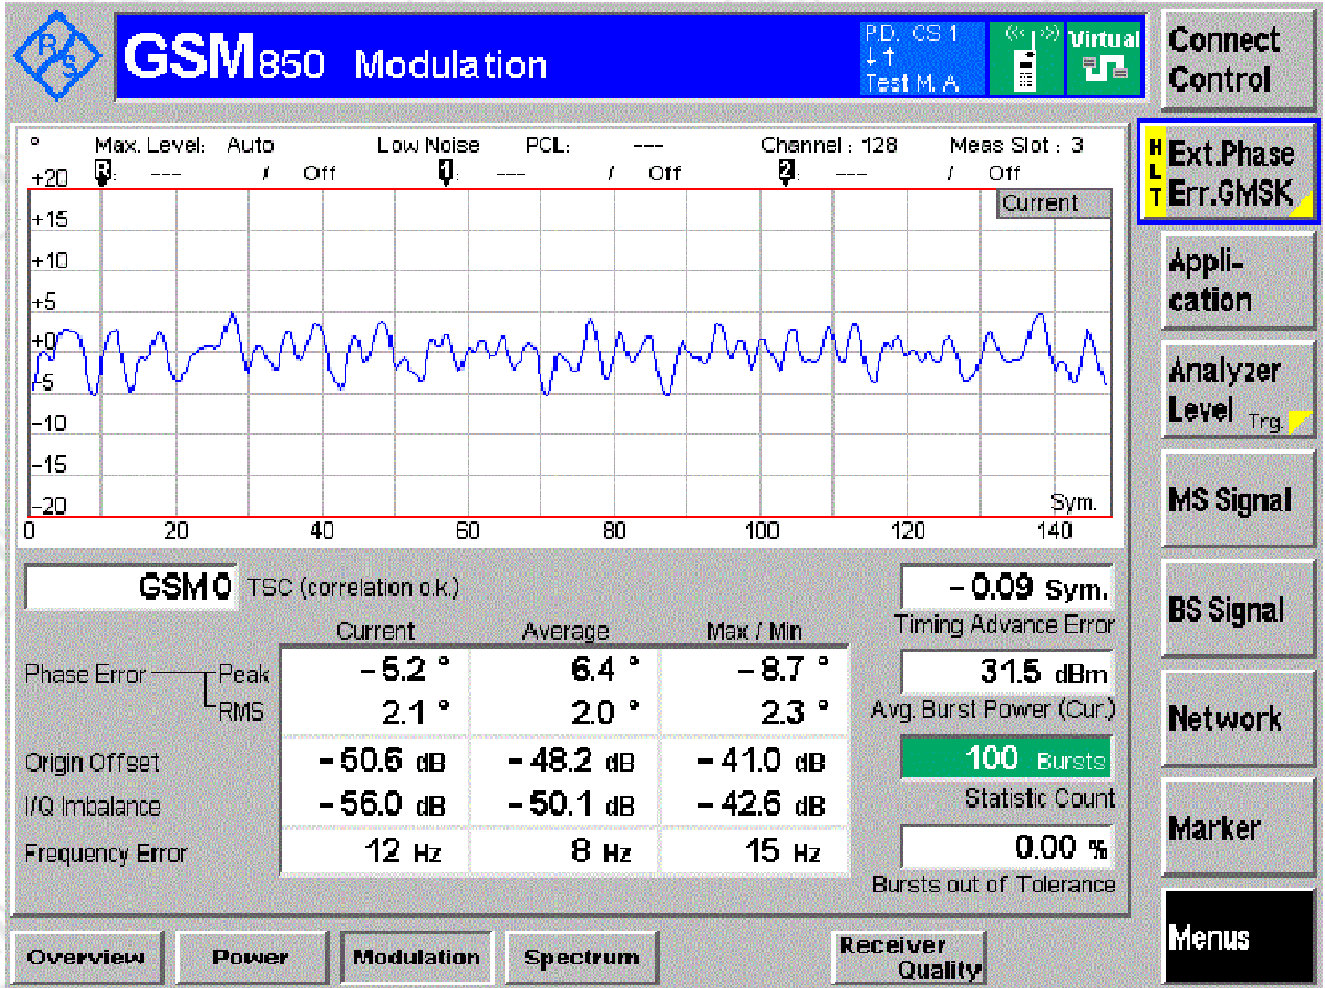 R S
GSM850 Modulation
P.D. CS 1
↓↑
Test M. A.
Virtual
Connect
Control
° Max. Level: Auto Low Noise PCL: --- Channel : 128 Meas Slot : 3
R : --- / Off 1 : --- / Off 2 : --- / Off
+20
Current
+15
+10
+5
+0
-5
-10
-15
-20
Sym.
0 20 40 60 80 100 120 140
HLT
Ext.Phase
Err.GMSK
Appli-
cation
Analyzer
Level Trg.
MS Signal
BS Signal
Network
Marker
Menus
GSM 0 TSC (correlation o.k.)
- 0.09 Sym.
Timing Advance Error
Current Average Max / Min
Phase Error Peak - 5.2 ° 6.4 ° - 8.7 °
RMS 2.1 ° 2.0 ° 2.3 °
31.5 dBm
Avg. Burst Power (Cur.)
Origin Offset - 50.6 dB - 48.2 dB - 41.0 dB
I/Q Imbalance - 56.0 dB - 50.1 dB - 42.6 dB
Frequency Error 12 Hz 8 Hz 15 Hz
100 Bursts
Statistic Count
0.00 %
Bursts out of Tolerance
Overview Power Modulation Spectrum
Receiver
Quality